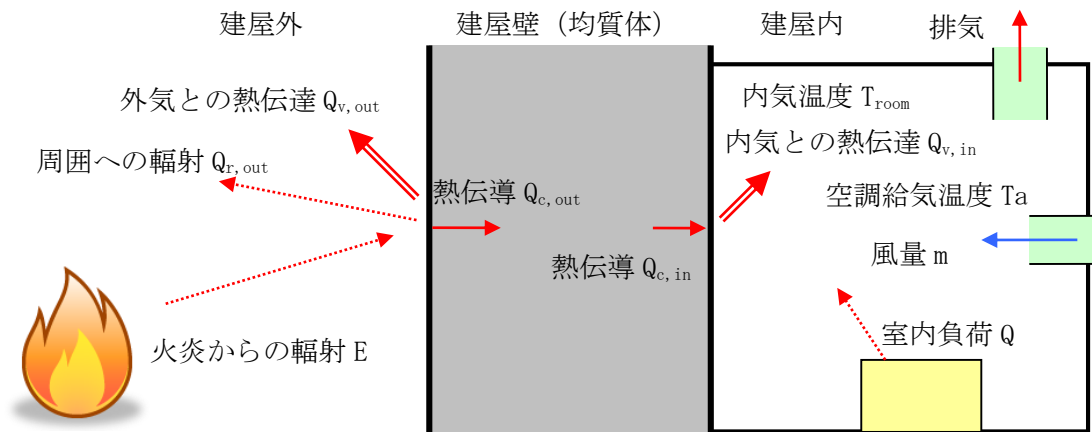 建屋外
建屋壁（均質体）
建屋内
排気
外気との熱伝達 Qv,out
内気温度 Troom
周囲への輻射 Qr,out
内気との熱伝達 Qv,in
熱伝導 Qc,out
空調給気温度 Ta
熱伝導 Qc,in
風量 m
火炎からの輻射 E
室内負荷 Q